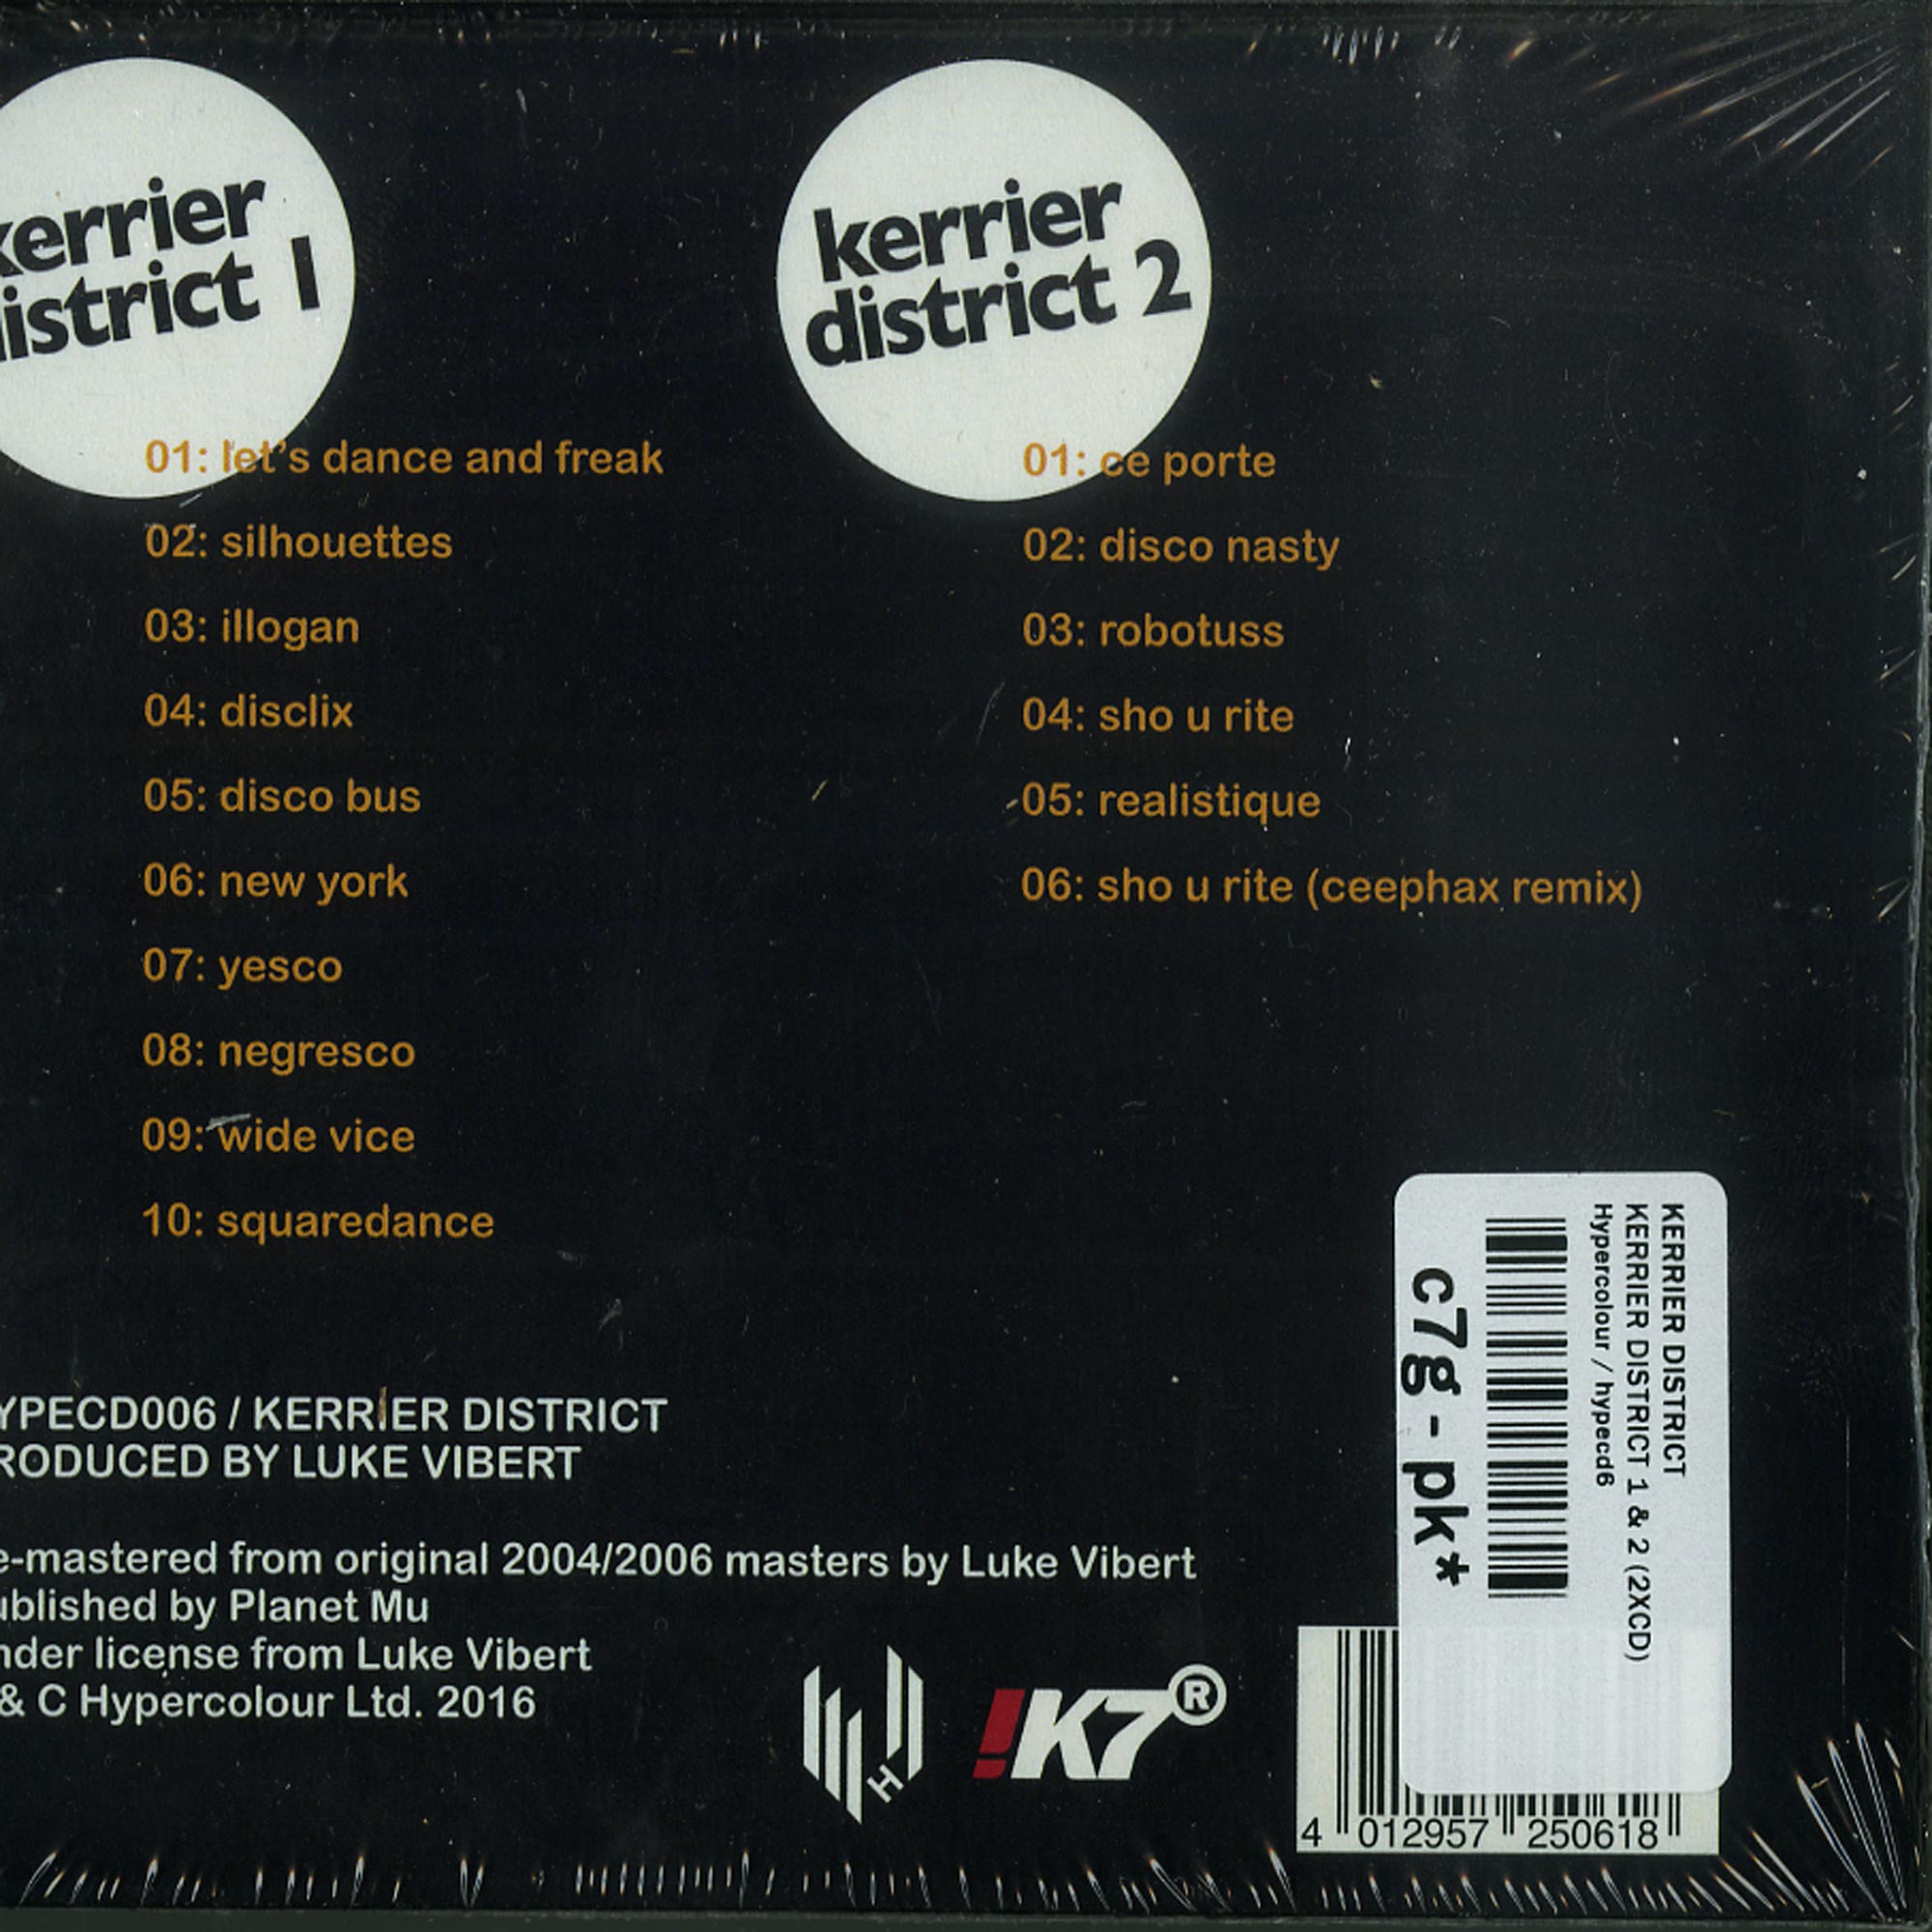 kerrier
district 1
01: let's dance and freak
02: silhouettes
03: illogan
04: disclix
05: disco bus
06: new york
07: yesco
08: negresco
09: wide vice
10: squaredance
kerrier
district 2
01: ce porte
02: disco nasty
03: robotuss
04: sho u rite
05: realistique
06: sho u rite (ceephax remix)
YPECD006 / KERRIER DISTRICT
RODUCED BY LUKE VIBERT
e-mastered from original 2004/2006 masters by Luke Vibert
ublished by Planet Mu
nder license from Luke Vibert
& C Hypercolour Ltd. 2016
H
!K7®
KERRIER DISTRICT
KERRIER DISTRICT 1 & 2 (2XCD)
Hypercolour / hypecd6
c7g - pk*
4 012957 250618